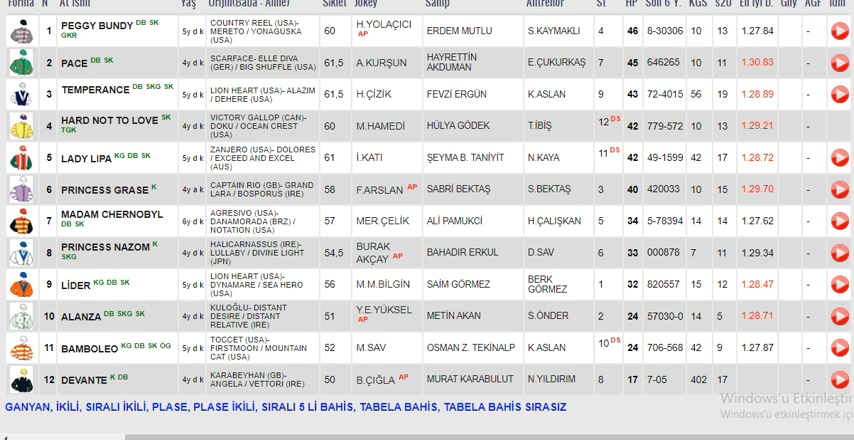 Forma N At İsmi Yaş Orijin(Baba - Anne) Sıklet Jokey Sahip Antrenör St HP Son 6 Y. KGS s20 En İyi D. Gny AGF İdm
1 PEGGY BUNDY DB SK GKR 5y d k COUNTRY REEL (USA)- MERETO / YONAGUSKA (USA) 60 H.YOLAÇICI AP ERDEM MUTLU S.KAYMAKLI 4 46 8-30306 10 13 1.27.84 -
2 PACE DB SK 4y d k SCARFACE- ELLE DIVA (GER) / BIG SHUFFLE (USA) 61,5 A.KURŞUN HAYRETTİN AKDUMAN E.ÇUKURKAŞ 7 45 646265 10 11 1.30.83 -
3 TEMPERANCE DB SKG SK 5y d k LION HEART (USA)- ALAZIM / DEHERE (USA) 61,5 H.ÇİZİK FEVZİ ERGÜN K.ASLAN 9 43 72-4015 56 19 1.28.89 -
4 HARD NOT TO LOVE SK TGK 4y d k VICTORY GALLOP (CAN)- DOKU / OCEAN CREST (USA) 60 M.HAMEDİ HÜLYA GÖDEK T.İBİŞ 12 DS 42 779-572 10 13 1.29.21
5 LADY LIPA KG DB SK 5y d k ZANJERO (USA)- DOLORES / EXCEED AND EXCEL (AUS) 61 İ.KATI ŞEYMA B. TANİYİT N.KAYA 11 DS 42 49-1599 42 17 1.28.72 -
6 PRINCESS GRASE K 4y a k CAPTAIN RIO (GB)- GRAND LARA / BOSPORUS (IRE) 58 F.ARSLAN AP SABRİ BEKTAŞ S.BEKTAŞ 3 40 420033 10 15 1.29.70 -
7 MADAM CHERNOBYL DB SK 6y d k AGRESIVO (USA)- DANAMORADA (BRZ) / NOTATION (USA) 57 MER.ÇELİK ALİ PAMUKCİ H.ÇALIŞKAN 5 34 5-78394 14 14 1.27.62 -
8 PRINCESS NAZOM K SKG 4y d k HALICARNASSUS (IRE)- LULLABY / DIVINE LIGHT (JPN) 54,5 BURAK AKÇAY AP BAHADIR ERKUL D.SAV 6 33 000878 7 11 1.29.34 -
9 LİDER KG DB SK 5y d k LION HEART (USA)- DYNAMARE / SEA HERO (USA) 56 M.M.BİLGİN SAİM GÖRMEZ BERK GÖRMEZ 1 32 820557 15 12 1.28.47 -
10 ALANZA DB SKG SK 4y d k KULOĞLU- DISTANT DESIRE / DISTANT RELATIVE (IRE) 51 Y.E.YÜKSEL AP METİN AKAN S.ÖNDER 2 24 57030-0 14 5 1.28.71 -
11 BAMBOLEO KG DB SK ÖG 5y d k TOCCET (USA)- FIRSTMOON / MOUNTAIN CAT (USA) 52 M.SAV OSMAN Z. TEKİNALP K.ASLAN 10 DS 24 706-568 42 9 1.27.87 -
12 DEVANTE K DB 4y d k KARABEYHAN (GB)- ANGELA / VETTORI (IRE) 50 B.ÇIĞLA AP MURAT KARABULUT N.YILDIRIM 8 17 7-05 402 17 -
GANYAN, İKİLİ, SIRALI İKİLİ, PLASE, PLASE İKİLİ, SIRALI 5 Lİ BAHİS, TABELA BAHİS, TABELA BAHİS SIRASIZ
Windows'u Etkinleştir
Windows'u etkinleştirmek iç